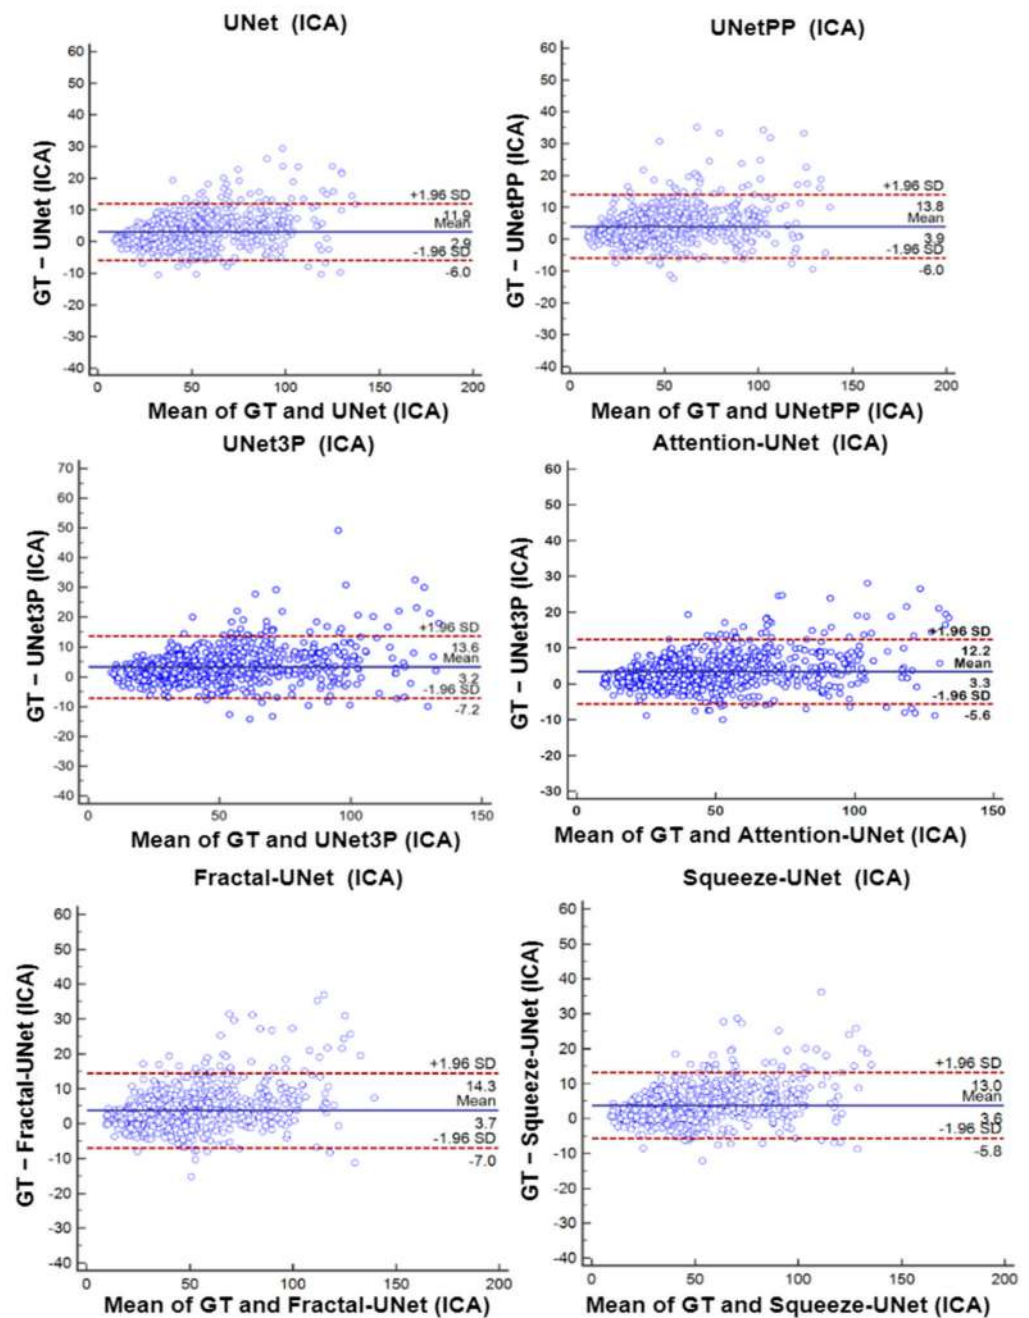 UNet (ICA)
60
50
40
30
20
10
0
-10
-20
-30
-40
GT – UNet (ICA)
+1.96 SD
11.9
Mean
2.9
-1.96 SD
-6.0
0 50 100 150 200
Mean of GT and UNet (ICA)
UNetPP (ICA)
60
50
40
30
20
10
0
-10
-20
-30
-40
GT – UNetPP (ICA)
+1.96 SD
13.8
Mean
3.9
-1.96 SD
-6.0
0 50 100 150 200
Mean of GT and UNetPP (ICA)
UNet3P (ICA)
70
60
50
40
30
20
10
0
-10
-20
-30
-40
GT – UNet3P (ICA)
+1.96 SD
13.6
Mean
3.2
-1.96 SD
-7.2
0 50 100 150
Mean of GT and UNet3P (ICA)
Attention-UNet (ICA)
60
50
40
30
20
10
0
-10
-20
-30
GT – UNet3P (ICA)
+1.96 SD
12.2
Mean
3.3
-1.96 SD
-5.6
0 50 100 150
Mean of GT and Attention-UNet (ICA)
Fractal-UNet (ICA)
60
50
40
30
20
10
0
-10
-20
-30
-40
GT – Fractal-UNet (ICA)
+1.96 SD
14.3
Mean
3.7
-1.96 SD
-7.0
0 50 100 150 200
Mean of GT and Fractal-UNet (ICA)
Squeeze-UNet (ICA)
60
50
40
30
20
10
0
-10
-20
-30
-40
GT – Squeeze-UNet (ICA)
+1.96 SD
13.0
Mean
3.6
-1.96 SD
-5.8
0 50 100 150 200
Mean of GT and Squeeze-UNet (ICA)